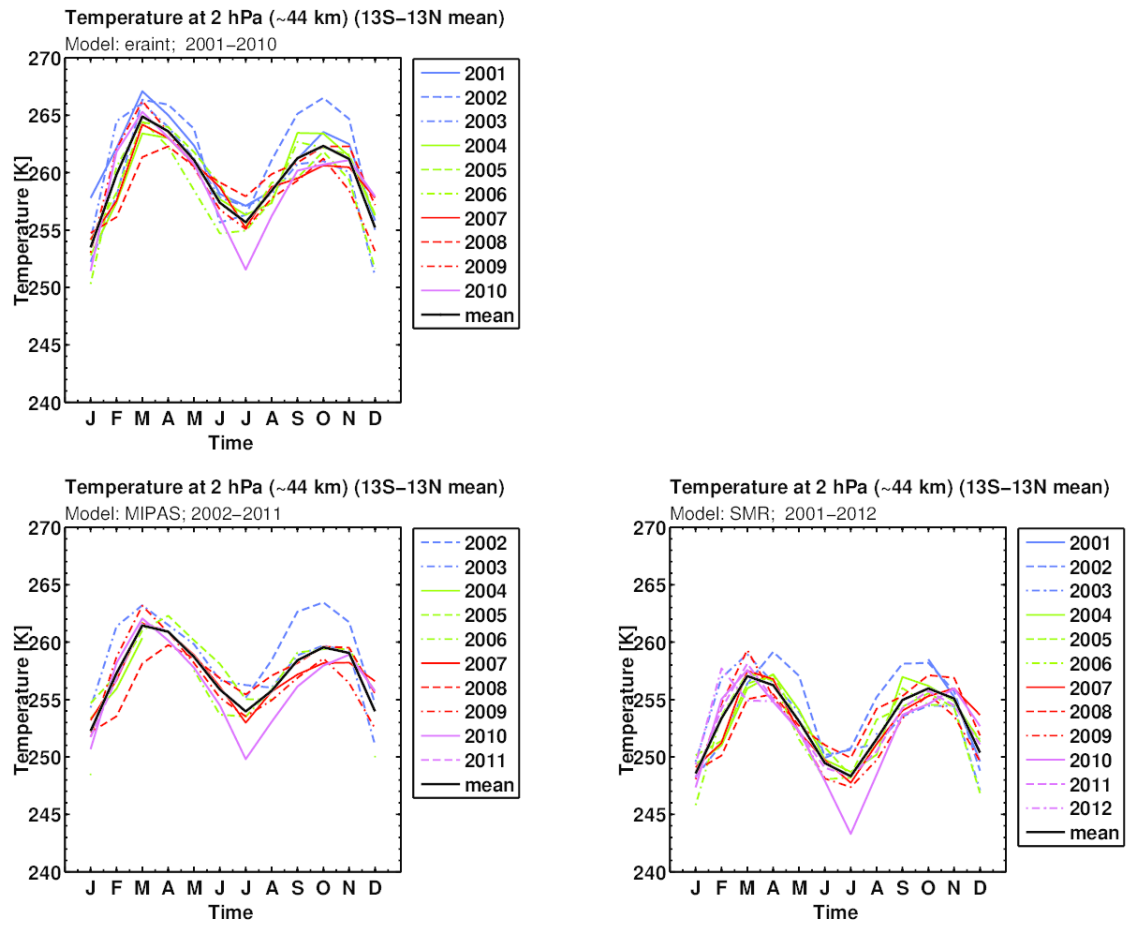 Temperature at 2 hPa (~44 km) (13S−13N mean)
Model: eraint;  2001−2010
Temperature [K]
270
265
260
255
250
245
240
J F M A M J J A S O N D
Time
2001
2002
2003
2004
2005
2006
2007
2008
2009
2010
mean
Temperature at 2 hPa (~44 km) (13S−13N mean)
Model: MIPAS; 2002−2011
Temperature [K]
270
265
260
255
250
245
240
J F M A M J J A S O N D
Time
2002
2003
2004
2005
2006
2007
2008
2009
2010
2011
mean
Temperature at 2 hPa (~44 km) (13S−13N mean)
Model: SMR;  2001−2012
Temperature [K]
270
265
260
255
250
245
240
J F M A M J J A S O N D
Time
2001
2002
2003
2004
2005
2006
2007
2008
2009
2010
2011
2012
mean